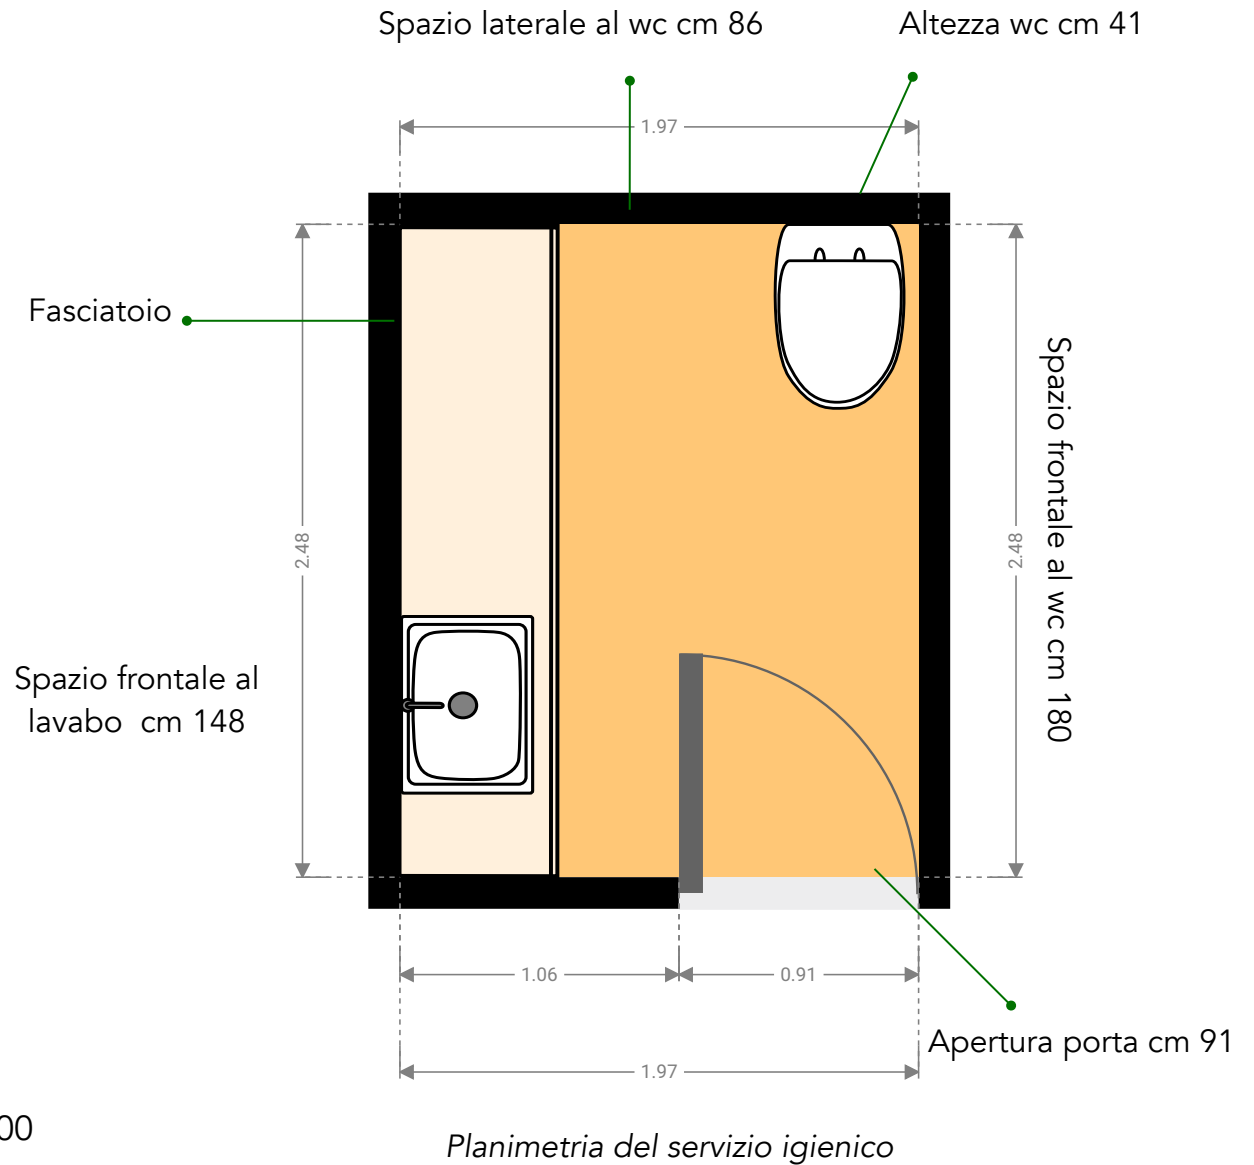 Spazio laterale al wc cm 86
Altezza wc cm 41
1.97
Fasciatoio
Spazio frontale al wc cm 180
2.48
2.48
Spazio frontale al
lavabo cm 148
1.06
0.91
Apertura porta cm 91
1.97
00
Planimetria del servizio igienico